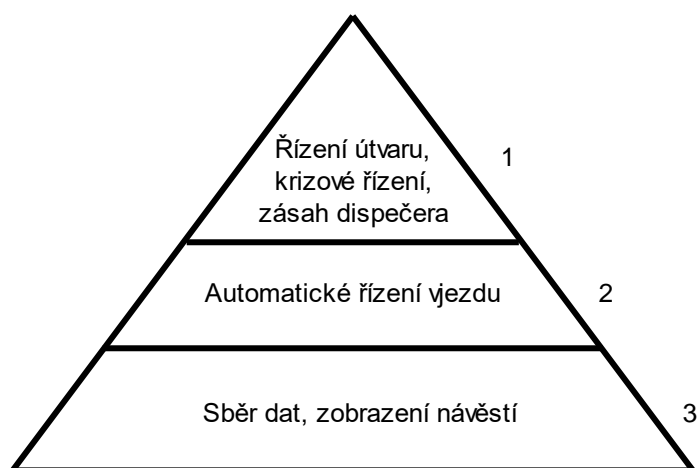 Řízení útvaru,
krizové řízení,
zásah dispečera
1
Automatické řízení vjezdu
2
Sběr dat, zobrazení návěstí
3